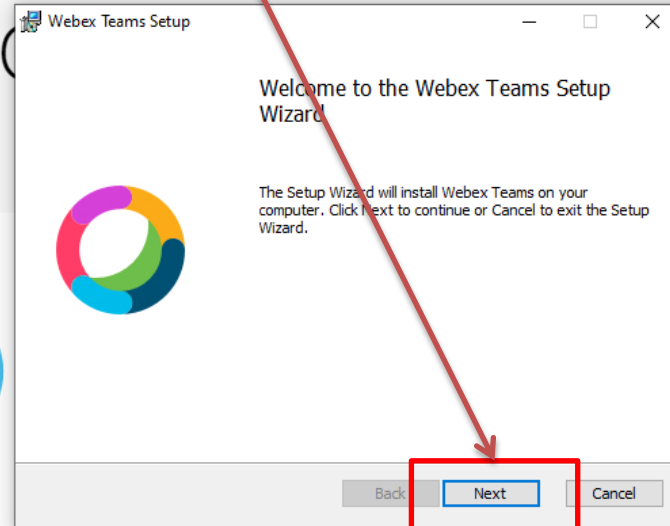 Webex Teams Setup
Welcome to the Webex Teams Setup
Wizard
The Setup Wizard will install Webex Teams on your
computer. Click Next to continue or Cancel to exit the Setup
Wizard.
Back Next Cancel